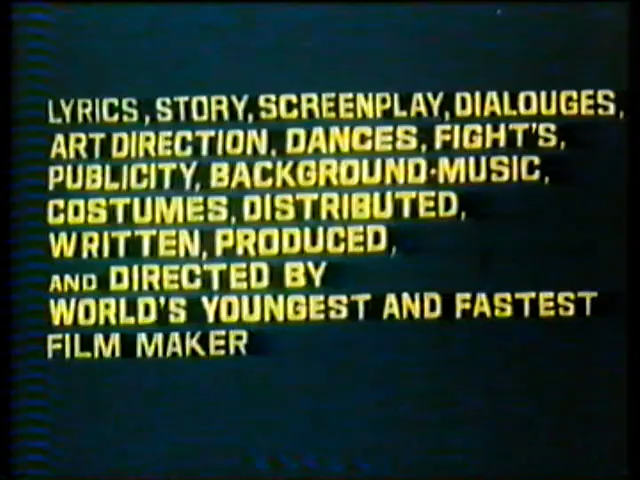 LYRICS, STORY, SCREENPLAY, DIALOUGES,
ART DIRECTION, DANCES, FIGHT'S,
PUBLICITY, BACKGROUND-MUSIC,
COSTUMES, DISTRIBUTED,
WRITTEN, PRODUCED,
AND DIRECTED BY
WORLD'S YOUNGEST AND FASTEST
FILM MAKER